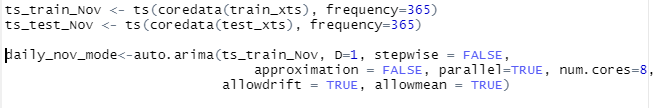 ts_train_Nov <- ts(coredata(train_xts), frequency=365)
ts_test_Nov <- ts(coredata(test_xts), frequency=365)
daily_nov_mode<-auto.arima(ts_train_Nov, D=1, stepwise = FALSE,
approximation = FALSE, parallel=TRUE, num.cores=8,
allowdrift = TRUE, allowmean = TRUE)